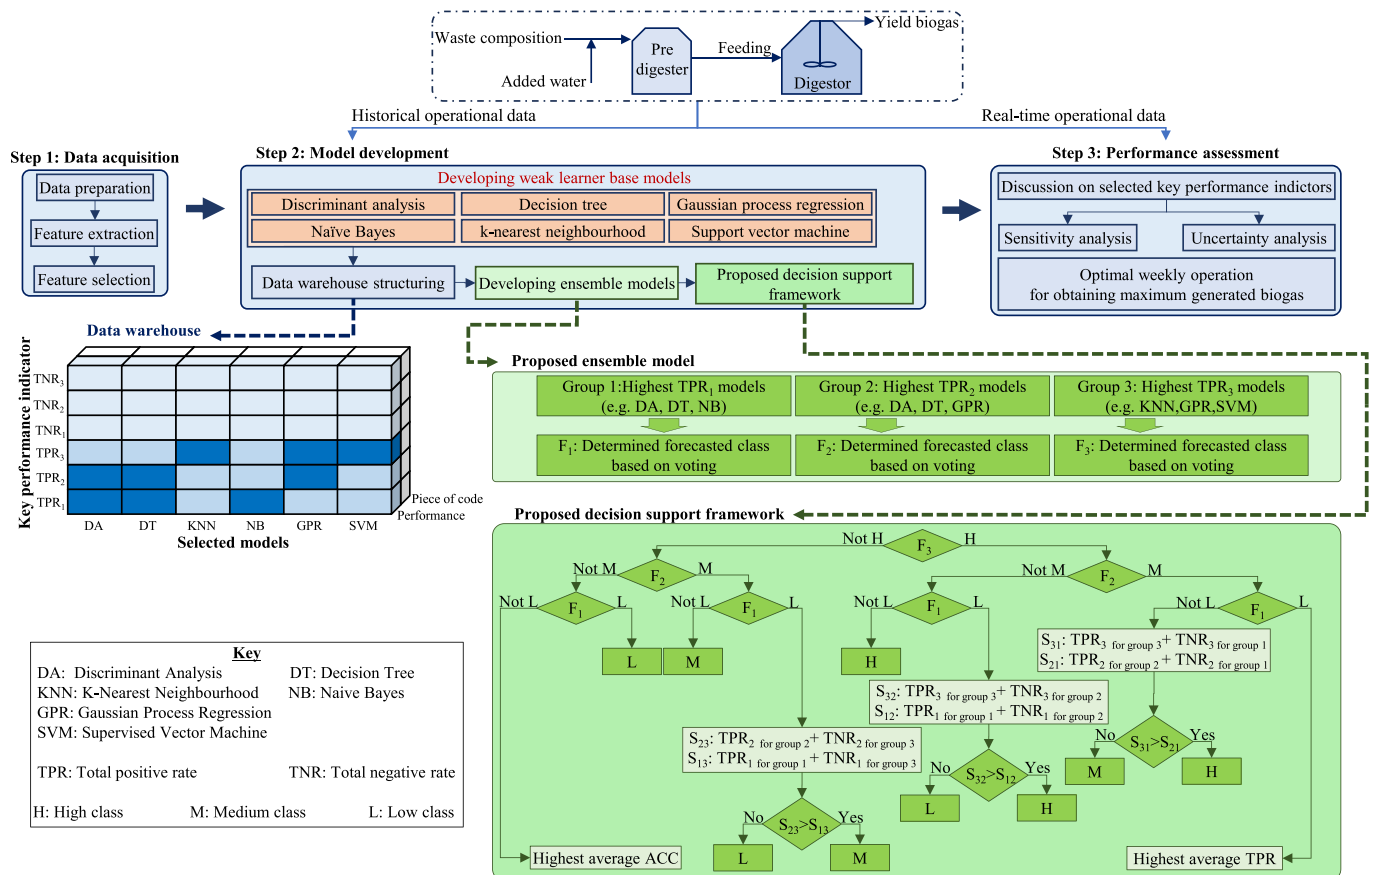 Waste composition
Added water
Pre
digester
Feeding
Yield biogas
Digestor
Historical operational data
Real-time operational data
Step 1: Data acquisition
Data preparation
Feature extraction
Feature selection
Step 2: Model development
Developing weak learner base models
Discriminant analysis
Decision tree
Gaussian process regression
Naïve Bayes
k-nearest neighbourhood
Support vector machine
Data warehouse structuring
Developing ensemble models
Proposed decision support
framework
Step 3: Performance assessment
Discussion on selected key performance indictors
Sensitivity analysis
Uncertainty analysis
Optimal weekly operation
for obtaining maximum generated biogas
Data warehouse
Key performance indicator
TNR3
TNR2
TNR1
TPR3
TPR2
TPR1
DA DT KNN NB GPR SVM
Selected models
Piece of code
Performance
Proposed ensemble model
Group 1:Highest TPR1 models
(e.g. DA, DT, NB)
Group 2: Highest TPR2 models
(e.g. DA, DT, GPR)
Group 3: Highest TPR3 models
(e.g. KNN,GPR,SVM)
F1: Determined forecasted class
based on voting
F2: Determined forecasted class
based on voting
F3: Determined forecasted class
based on voting
Proposed decision support framework
Not H F3 H
Not M F2 M
Not M F2 M
Not L F1 L
Not L F1 L
Not L F1 L
Not L F1 L
L
M
H
S31: TPR3 for group 3+ TNR3 for group 1
S21: TPR2 for group 2+ TNR2 for group 1
S32: TPR3 for group 3+ TNR3 for group 2
S12: TPR1 for group 1+ TNR1 for group 2
S23: TPR2 for group 2+ TNR2 for group 3
S13: TPR1 for group 1+ TNR1 for group 3
No S31>S21 Yes
M
H
No S32>S12 Yes
L
H
No S23>S13 Yes
L
M
Highest average ACC
Highest average TPR
Key
DA: Discriminant Analysis DT: Decision Tree
KNN: K-Nearest Neighbourhood NB: Naive Bayes
GPR: Gaussian Process Regression
SVM: Supervised Vector Machine
TPR: Total positive rate TNR: Total negative rate
H: High class M: Medium class L: Low class